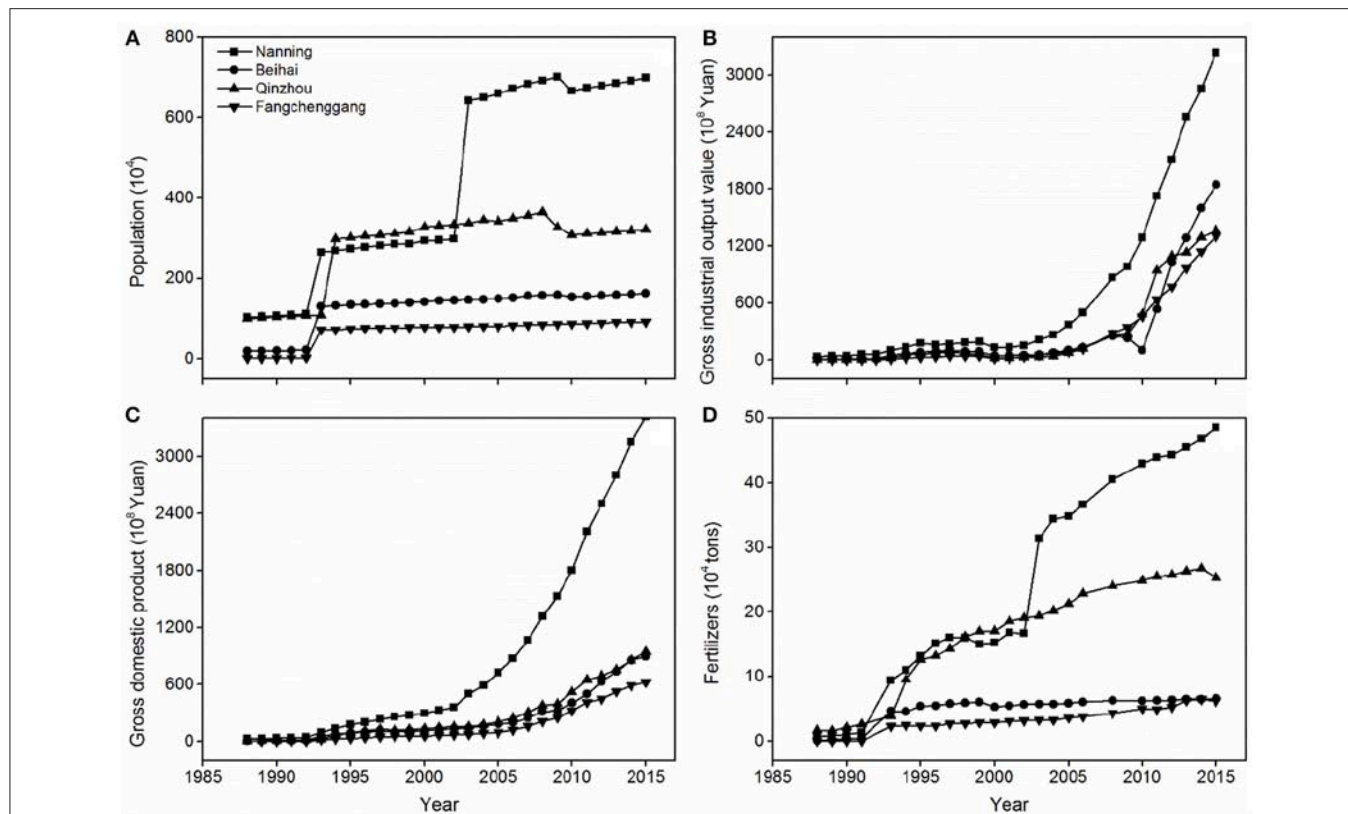 A
Population (10⁴)
800
600
400
200
0
Nanning
Beihai
Qinzhou
Fangchenggang
B
Gross industrial output value (10⁸ Yuan)
3000
2400
1800
1200
600
0
C
Gross domestic product (10⁸ Yuan)
3000
2400
1800
1200
600
0
1985 1990 1995 2000 2005 2010 2015
Year
D
Fertilizers (10⁴ tons)
50
40
30
20
10
0
1985 1990 1995 2000 2005 2010 2015
Year